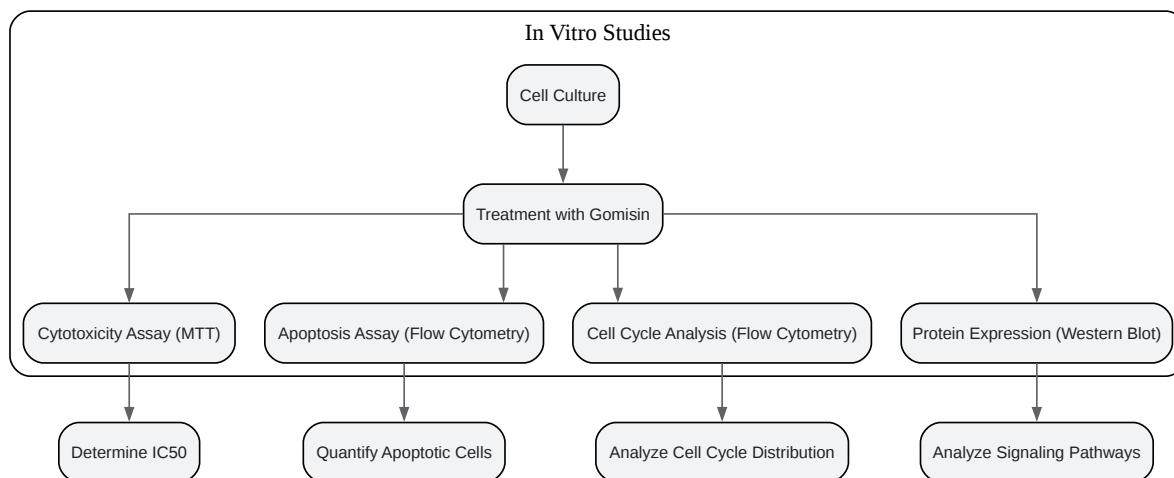 In Vitro Studies
Cell Culture
Treatment with Gomisin
Cytotoxicity Assay (MTT)
Apoptosis Assay (Flow Cytometry)
Cell Cycle Analysis (Flow Cytometry)
Protein Expression (Western Blot)
Determine IC50
Quantify Apoptotic Cells
Analyze Cell Cycle Distribution
Analyze Signaling Pathways